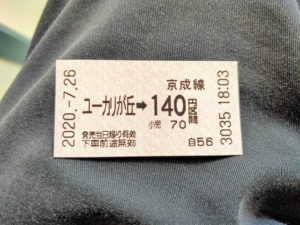 京成線
ユーカリが丘➡140円区間
小児 70
発売当日限り有効
下車前途無効
自56
2020.-7.26
3035 18:03